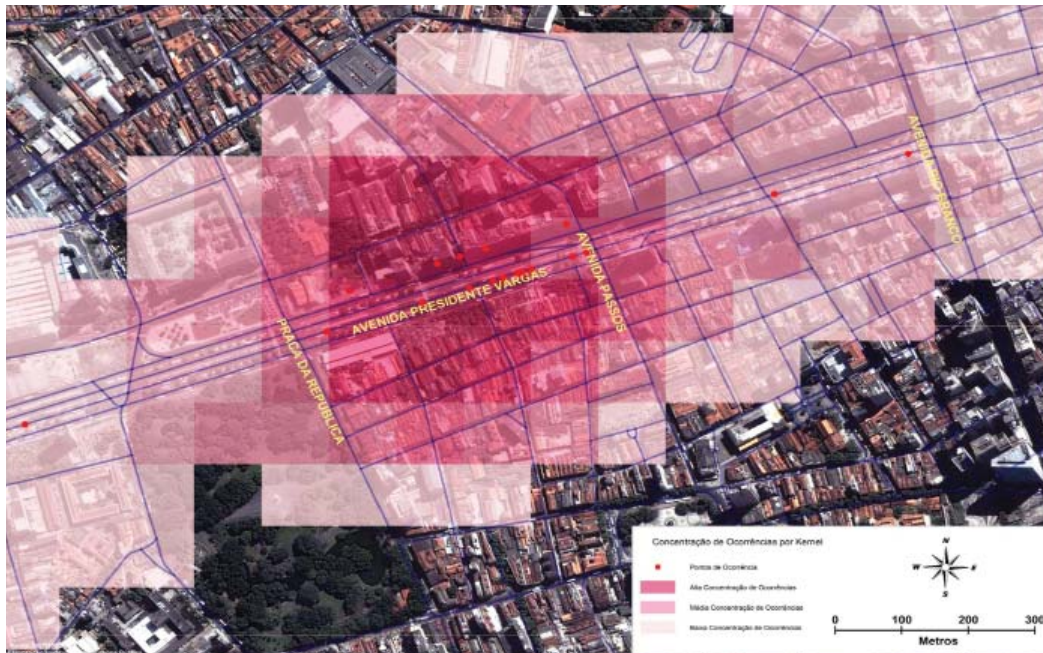 AVENIDA RIO BRANCO
AVENIDA PASSOS
AVENIDA PRESIDENTE VARGAS
PRAÇA DA REPÚBLICA
Concentração de Ocorrências por Kernel
Pontos de Ocorrência
Alta Concentração de Ocorrências
Média Concentração de Ocorrências
Baixa Concentração de Ocorrências
N
W
E
S
0 100 200 300
Metros